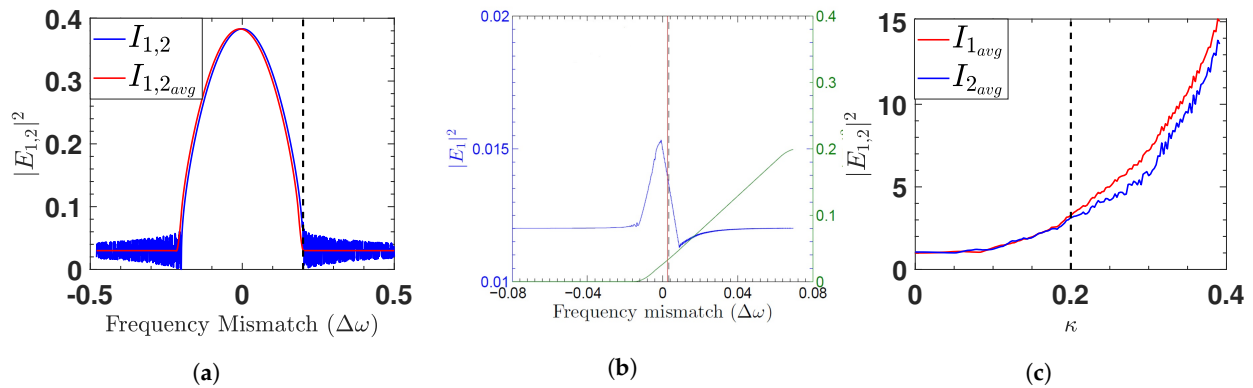 0.4
0.3
0.2
0.1
0
|E₁,₂|²
I₁,₂
I₁,₂ₐᵥg
-0.5
0
0.5
Frequency Mismatch (Δω)
(a)
0.02
0.015
0.01
|E₁|²
0.4
0.3
0.2
0.1
0
−0.08
−0.04
0
0.04
0.08
Frequency mismatch (Δω)
(b)
15
10
5
0
|E₁,₂|²
I₁ₐᵥg
I₂ₐᵥg
0
0.2
0.4
κ
(c)